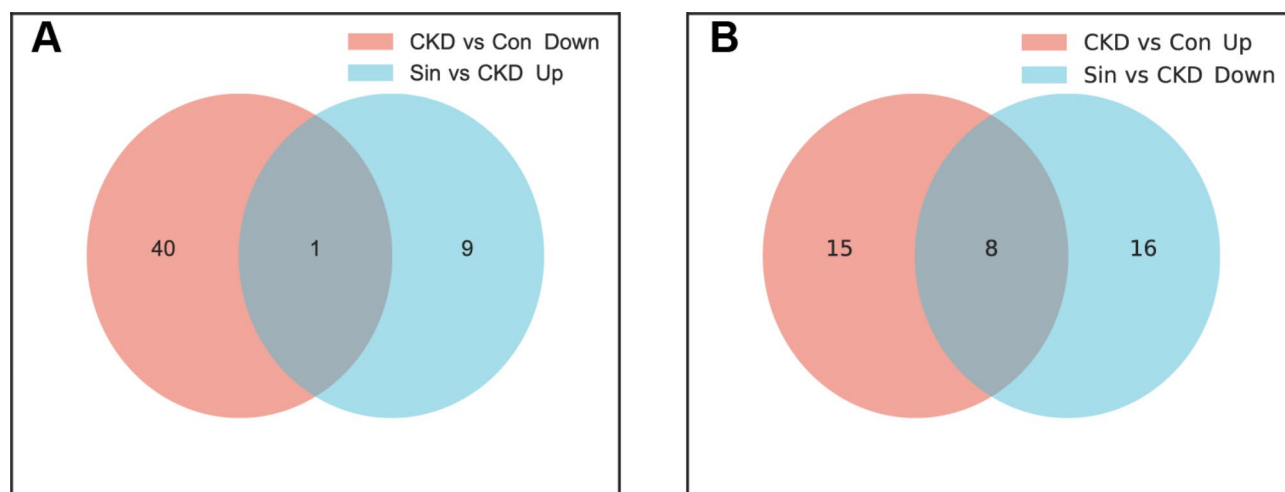 A
CKD vs Con Down
Sin vs CKD Up
40
1
9
B
CKD vs Con Up
Sin vs CKD Down
15
8
16